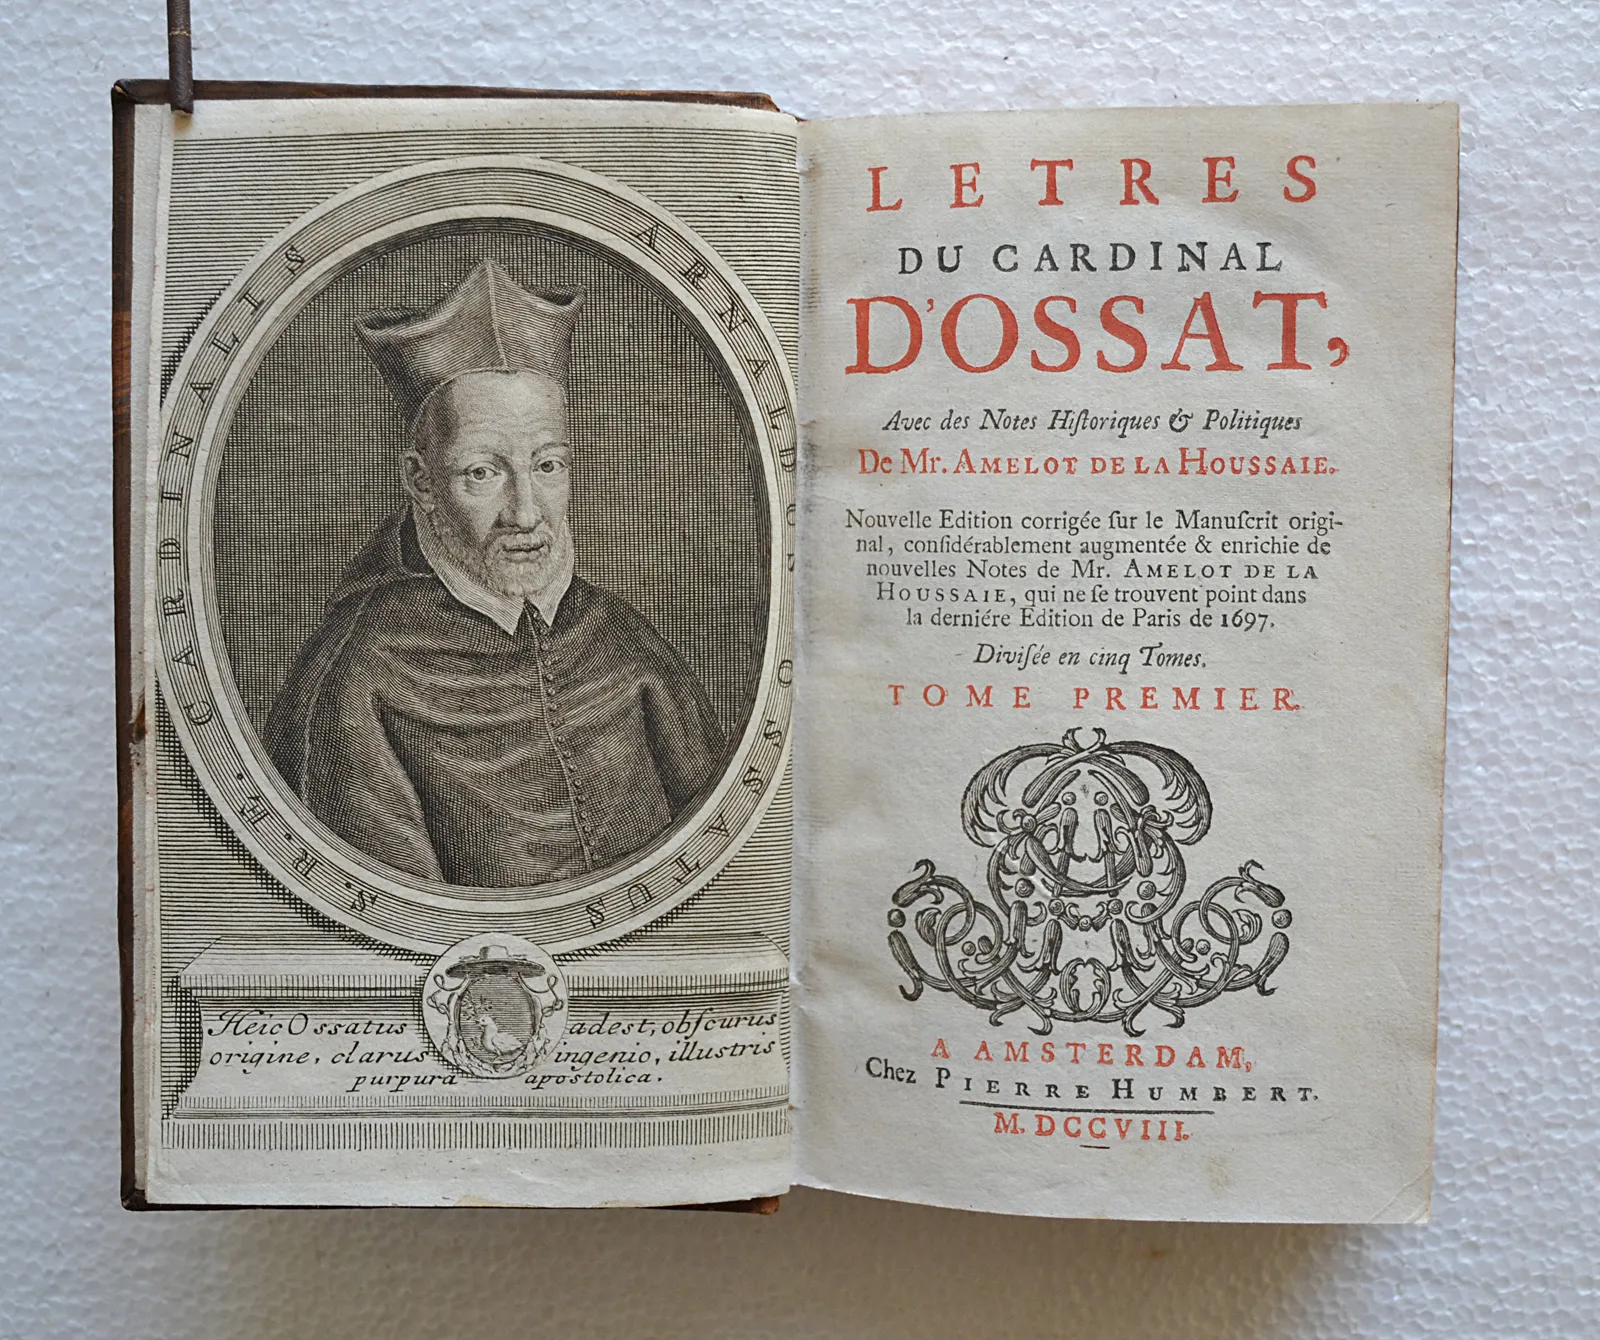 ARNALDUS OSSATUS S. R. E. CARDINALIS
Heic Ossatus adest, obſcurus
origine, clarus ingenio, illustris
purpura apostolica.
LETRES
DU CARDINAL
D'OSSAT,
Avec des Notes Hiſtoriques & Politiques
De Mr. AMELOT DE LA HOUSSAIE.
Nouvelle Edition corrigée ſur le Manuſcrit origi-
nal, conſidérablement augmentée & enrichie de
nouvelles Notes de Mr. AMELOT DE LA
HOUSSAIE, qui ne ſe trouvent point dans
la derniére Edition de Paris de 1697.
Diviſée en cinq Tomes.
TOME PREMIER.
A AMSTERDAM,
Chez PIERRE HUMBERT.
M. DCCVIII.